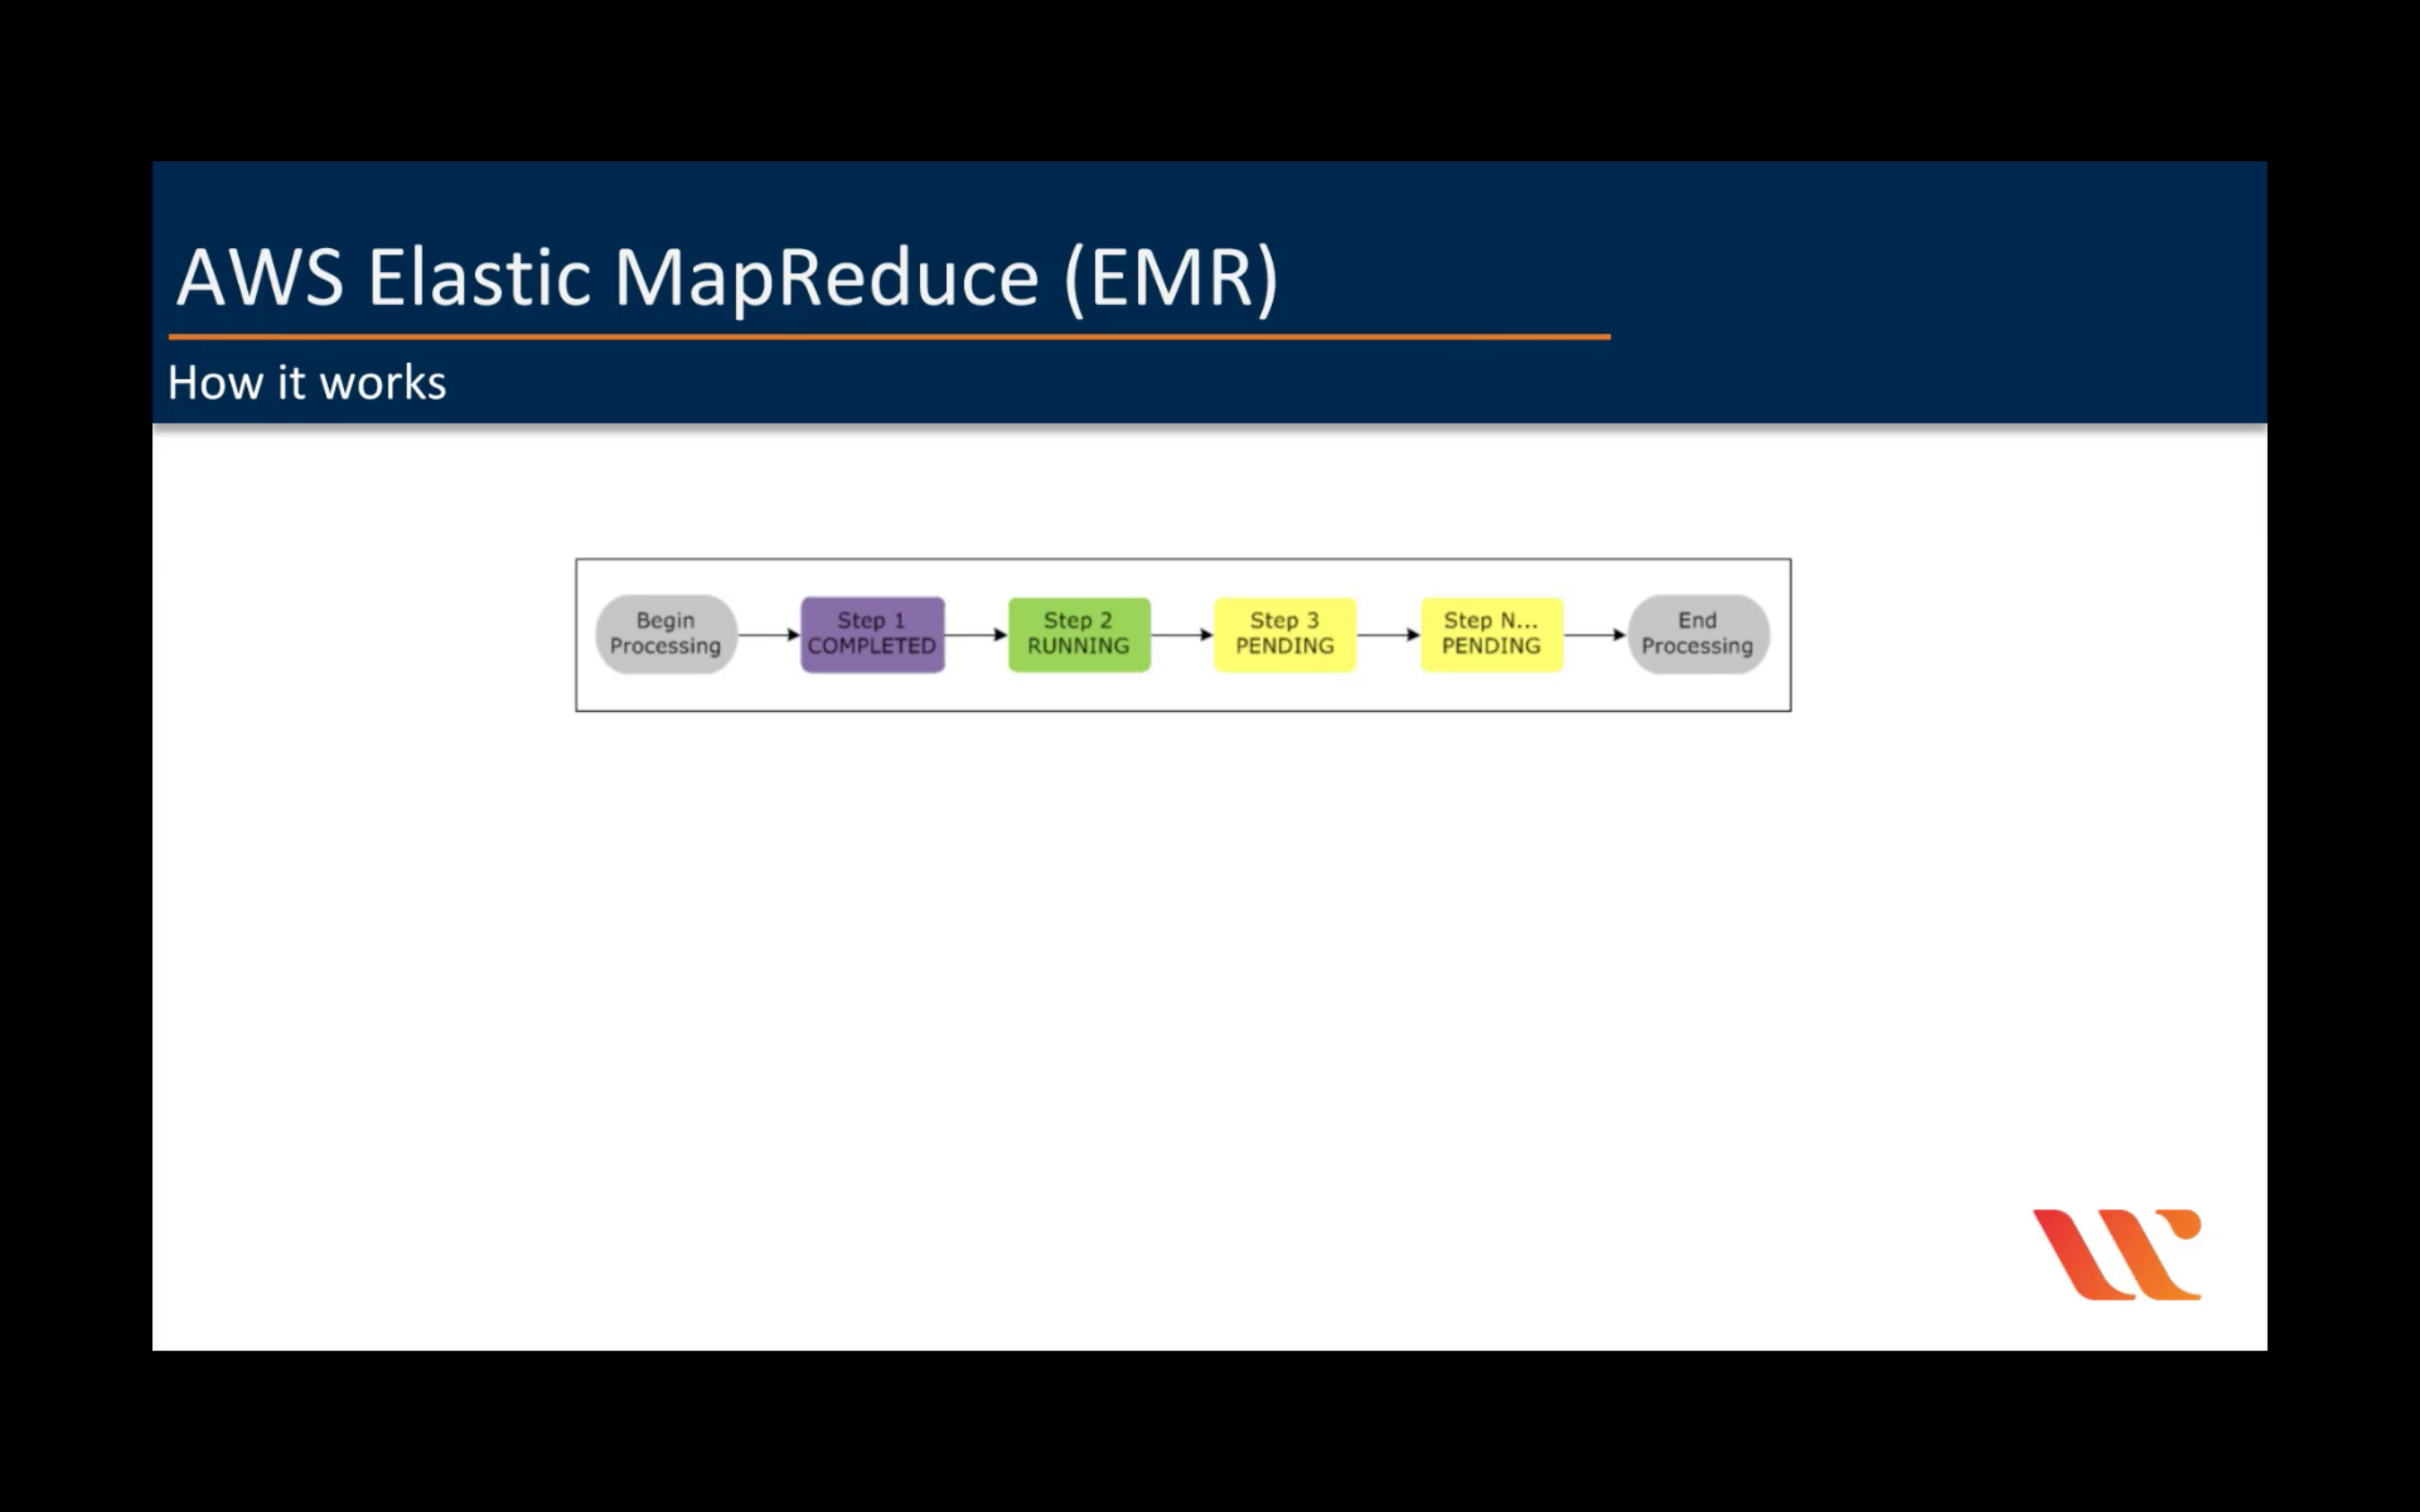 AWS Elastic MapReduce (EMR)
How it works
Begin
Processing
Step 1
COMPLETED
Step 2
RUNNING
Step 3
PENDING
Step N...
PENDING
End
Processing